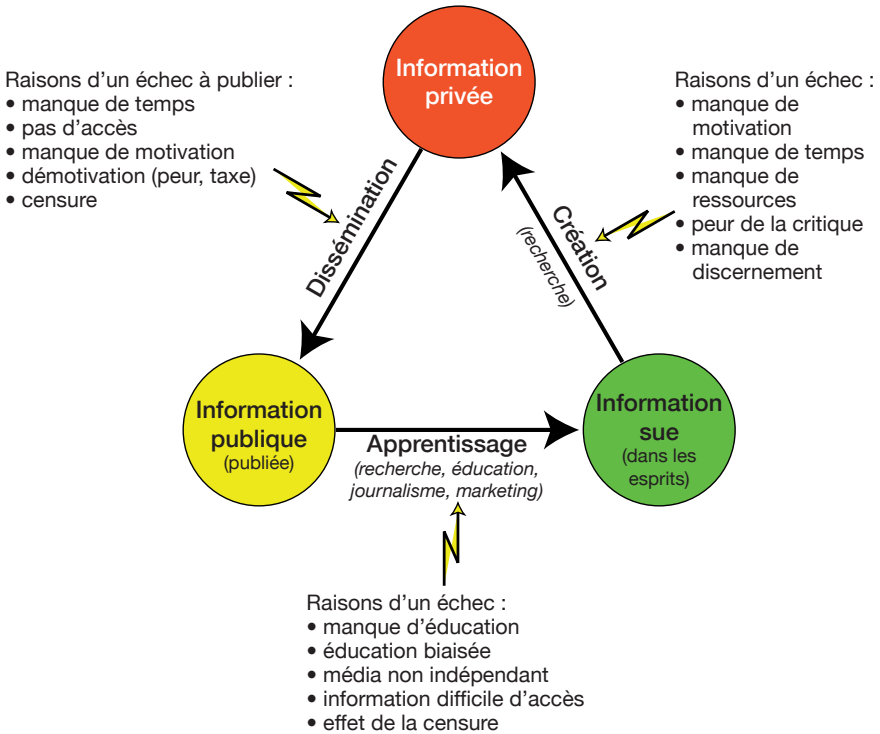 Information
privée
Raisons d’un échec à publier :
• manque de temps
• pas d’accès
• manque de motivation
• démotivation (peur, taxe)
• censure
Raisons d’un échec :
• manque de
motivation
• manque de temps
• manque de
ressources
• peur de la critique
• manque de
discernement
Dissémination
Création
(recherche)
Information
publique
(publiée)
Apprentissage
(recherche, éducation,
journalisme, marketing)
Information
sue
(dans les
esprits)
Raisons d’un échec :
• manque d’éducation
• éducation biaisée
• média non indépendant
• information difficile d’accès
• effet de la censure